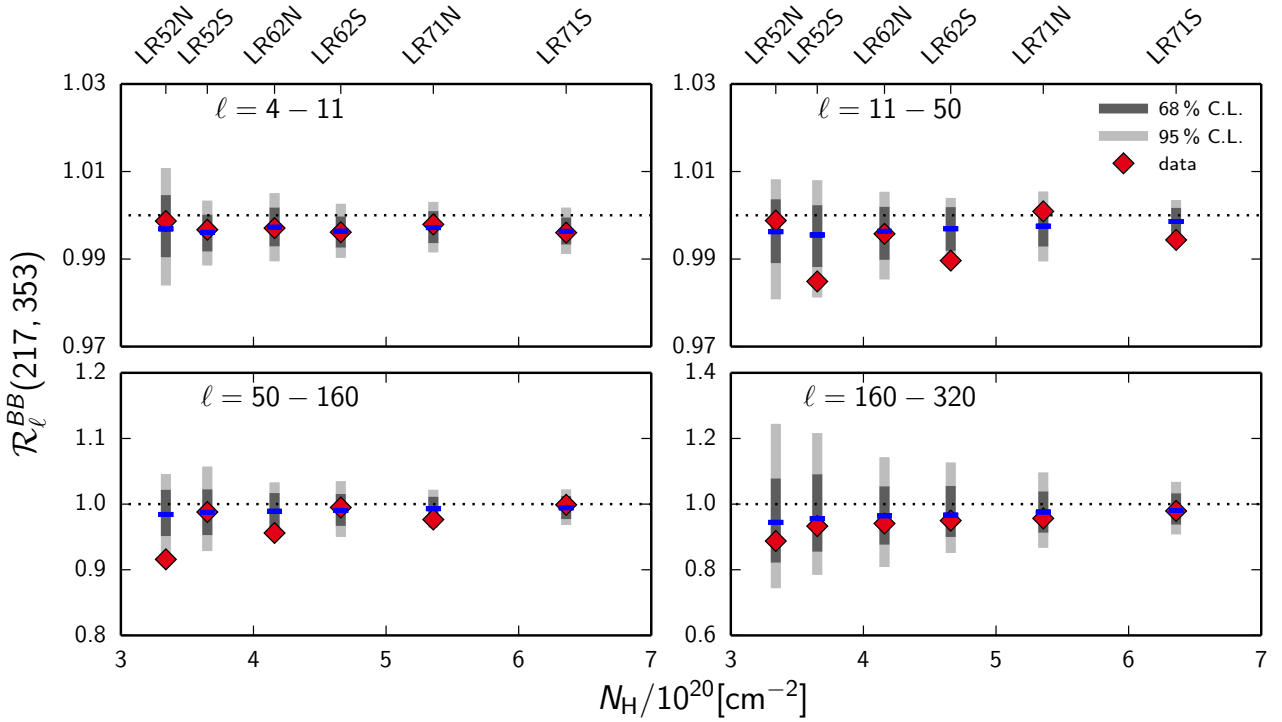 LR52N LR52S LR62N LR62S LR71N LR71S
LR52N LR52S LR62N LR62S LR71N LR71S
ℓ = 4 − 11
1.03
1.01
0.99
0.97
ℓ = 11 − 50
68 % C.L.
95 % C.L.
data
1.03
1.01
0.99
0.97
ℛ_ℓ^{BB}(217, 353)
ℓ = 50 − 160
1.2
1.1
1.0
0.9
0.8
3 4 5 6 7
ℓ = 160 − 320
1.4
1.2
1.0
0.8
0.6
3 4 5 6 7
N_H/10^{20}[cm^{−2}]